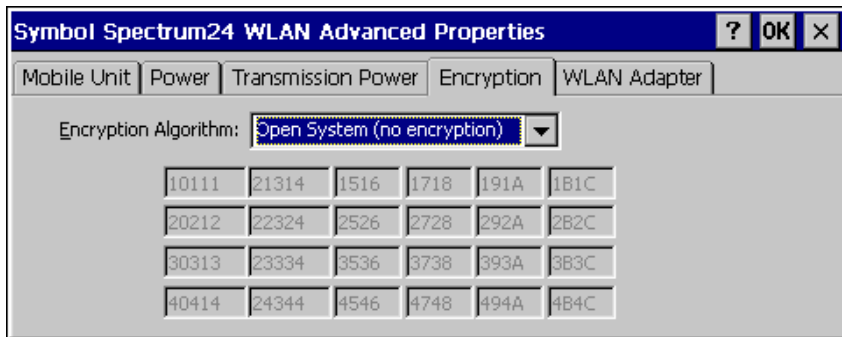 Symbol Spectrum24 WLAN Advanced Properties ? OK ×
Mobile Unit Power Transmission Power Encryption WLAN Adapter
Encryption Algorithm: Open System (no encryption)
10111 21314 1516 1718 191A 1B1C
20212 22324 2526 2728 292A 2B2C
30313 23334 3536 3738 393A 3B3C
40414 24344 4546 4748 494A 4B4C